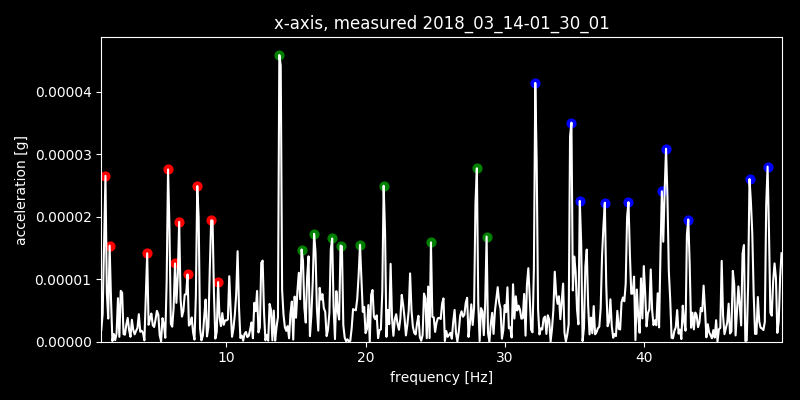 x-axis, measured 2018_03_14-01_30_01
acceleration [g]
0.00004
0.00003
0.00002
0.00001
0.00000
10 20 30 40
frequency [Hz]